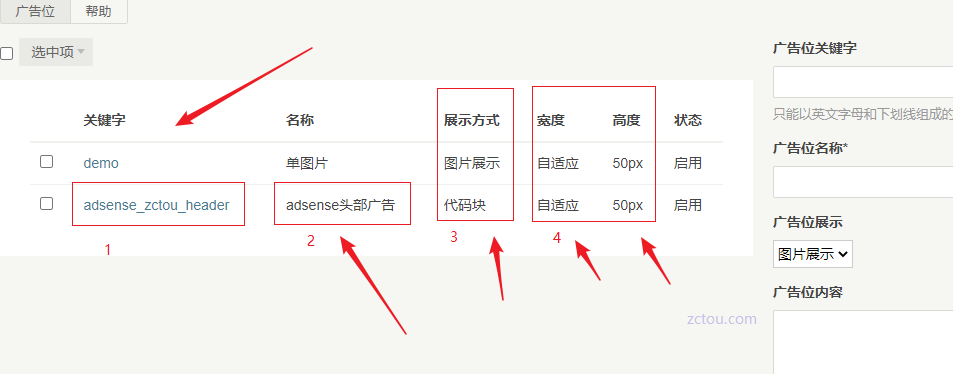 广告位 帮助
选中项
关键字 名称 展示方式 宽度 高度 状态
demo 单图片 图片展示 自适应 50px 启用
adsense_zctou_header adsense头部广告 代码块 自适应 50px 启用
1 2 3 4
广告位关键字
只能以英文字母和下划线组成的
广告位名称*
广告位展示
图片展示
广告位内容
zctou.com